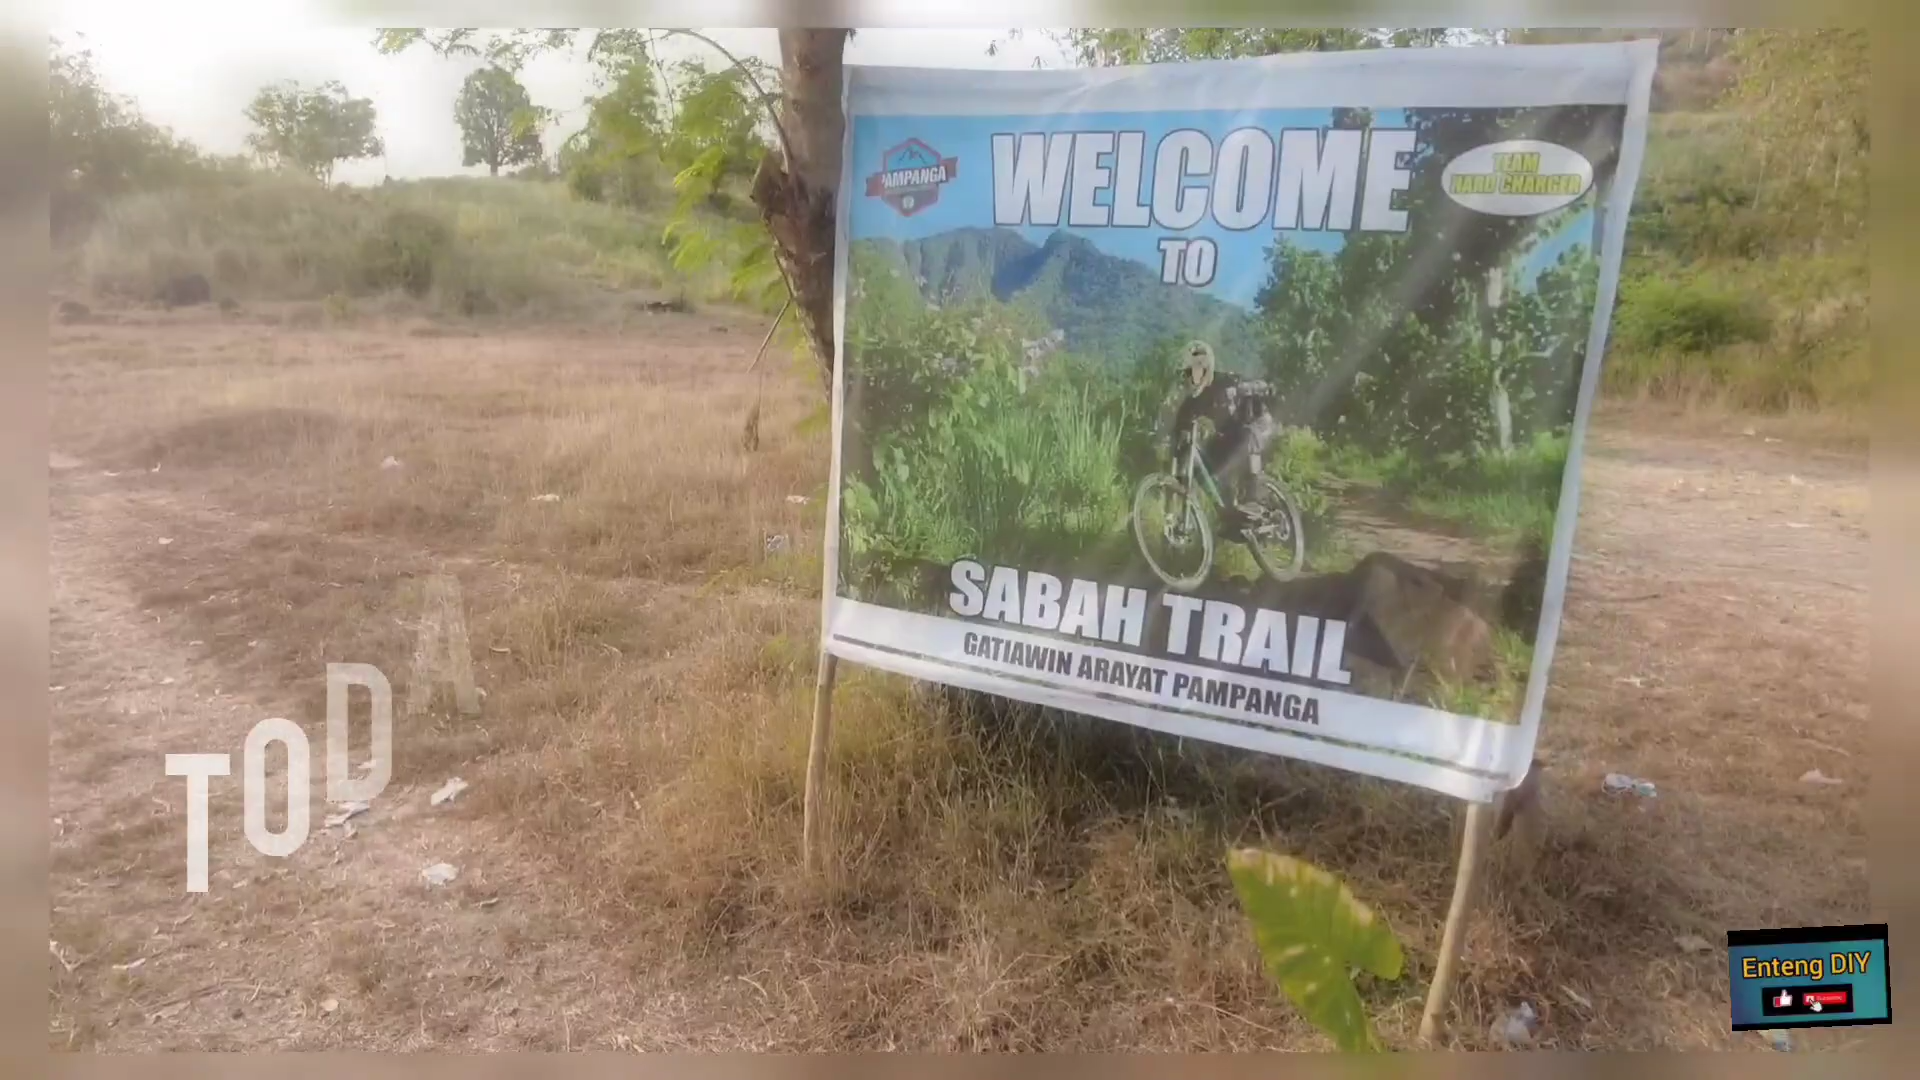 WELCOME
TO
PAMPANGA
TEAM
HARD CHARGER
SABAH TRAIL
GATIAWIN ARAYAT PAMPANGA
TODA
Enteng DIY